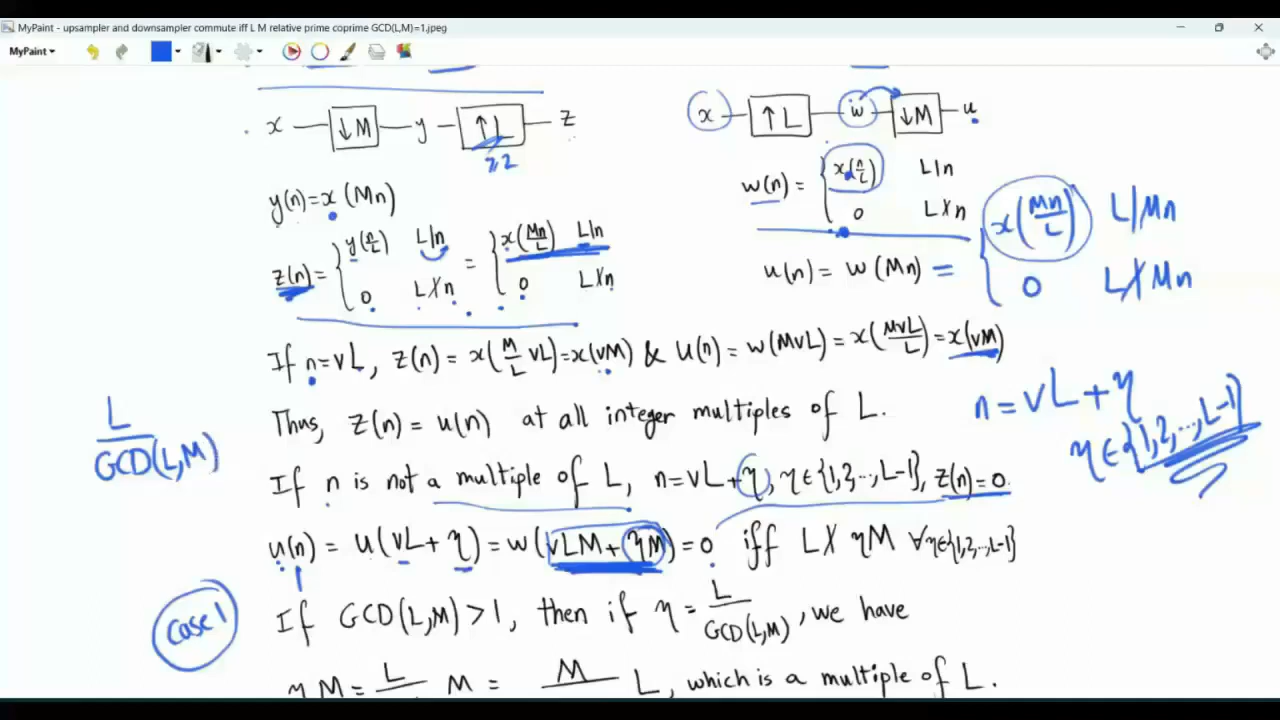 MyPaint - upsampler and downsampler commute iff L M relative prime coprime GCD(L,M)=1.jpeg
MyPaint
x ↓M y ↑L z
≥2
x ↑L w ↓M u
y(n)=x(Mn)
z(n)= { y(n/L) L|n = { x(Mn/L) L|n
0 L∤n 0 L∤n
w(n) = { x(n/L) L|n
0 L∤n
u(n) = w(Mn) = { x(Mn/L) L|Mn
0 L∤Mn
If n=vL, z(n) = x(M/L vL)=x(vM) & u(n) = w(MvL) = x(MvL/L) = x(vM)
Thus, z(n) = u(n) at all integer multiples of L.
L/GCD(L,M)
n = vL + η
η∈{1,2,...,L-1}
If n is not a multiple of L, n=vL+η, η∈{1,2,...,L-1}, z(n)=0.
u(n) = u(vL+η) = w(vLM+ηM) = 0 iff L∤ηM ∀η∈{1,2,...,L-1}
Case 1
If GCD(L,M)>1, then if η = L/GCD(L,M), we have
ηM = L M = M L, which is a multiple of L.